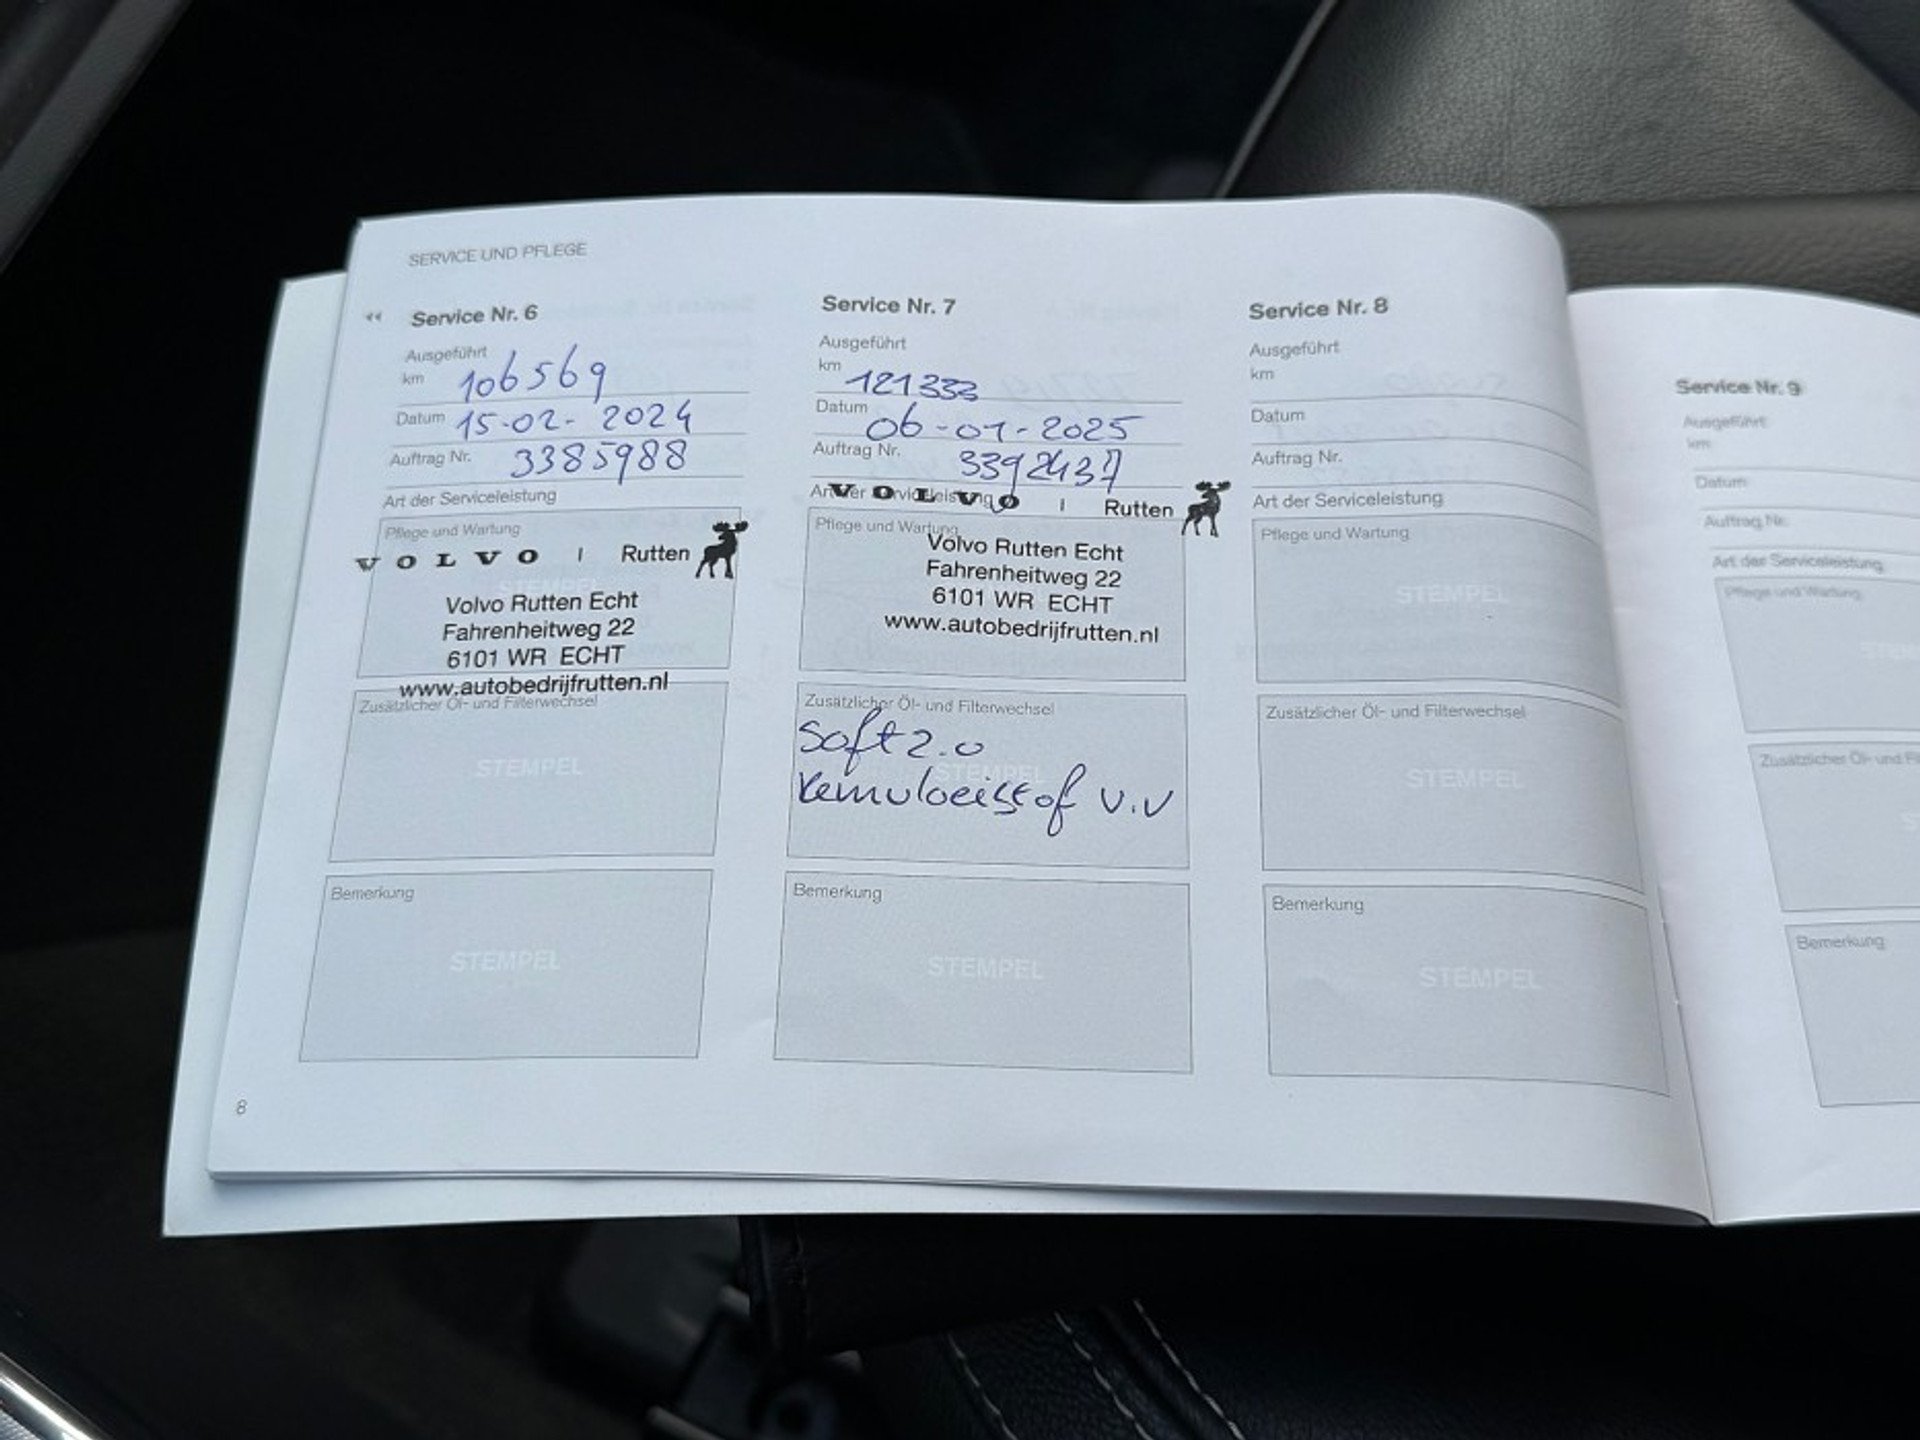 SERVICE UND PFLEGE
Service Nr. 6
Ausgeführt
km 106569
Datum 15-02-2024
Auftrag Nr. 3385988
Art der Serviceleistung
Pflege und Wartung
VOLVO | Rutten
STEMPEL
Volvo Rutten Echt
Fahrenheitweg 22
6101 WR ECHT
www.autobedrijfrutten.nl
Zusätzlicher Öl- und Filterwechsel
STEMPEL
Bemerkung
STEMPEL
8
Service Nr. 7
Ausgeführt
km 121333
Datum 06-01-2025
Auftrag Nr. 3392437
Art der Serviceleistung
VOLVO | Rutten
Pflege und Wartung
Volvo Rutten Echt
Fahrenheitweg 22
6101 WR ECHT
www.autobedrijfrutten.nl
Zusätzlicher Öl- und Filterwechsel
Soft 2.0
STEMPEL
Remvloeistof v.v
Bemerkung
STEMPEL
Service Nr. 8
Ausgeführt
km
Datum
Auftrag Nr.
Art der Serviceleistung
Pflege und Wartung
STEMPEL
Zusätzlicher Öl- und Filterwechsel
STEMPEL
Bemerkung
STEMPEL
Service Nr. 9
Ausgeführt
km
Datum
Auftrag Nr.
Art der Serviceleistung
Pflege und Wartung
Zusätzlicher Öl- und
Bemerkung